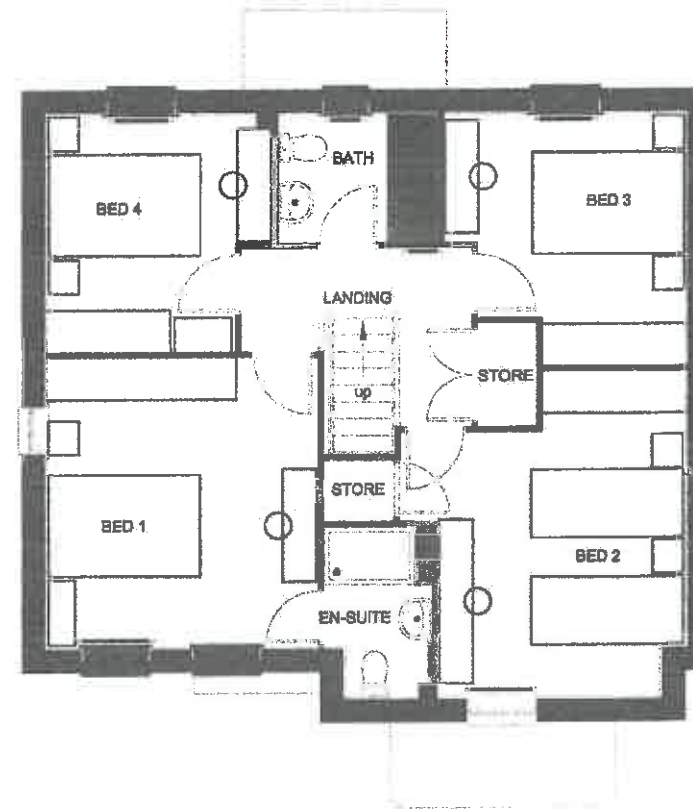 BATH
BED 4
BED 3
LANDING
up
STORE
STORE
BED 1
BED 2
EN-SUITE